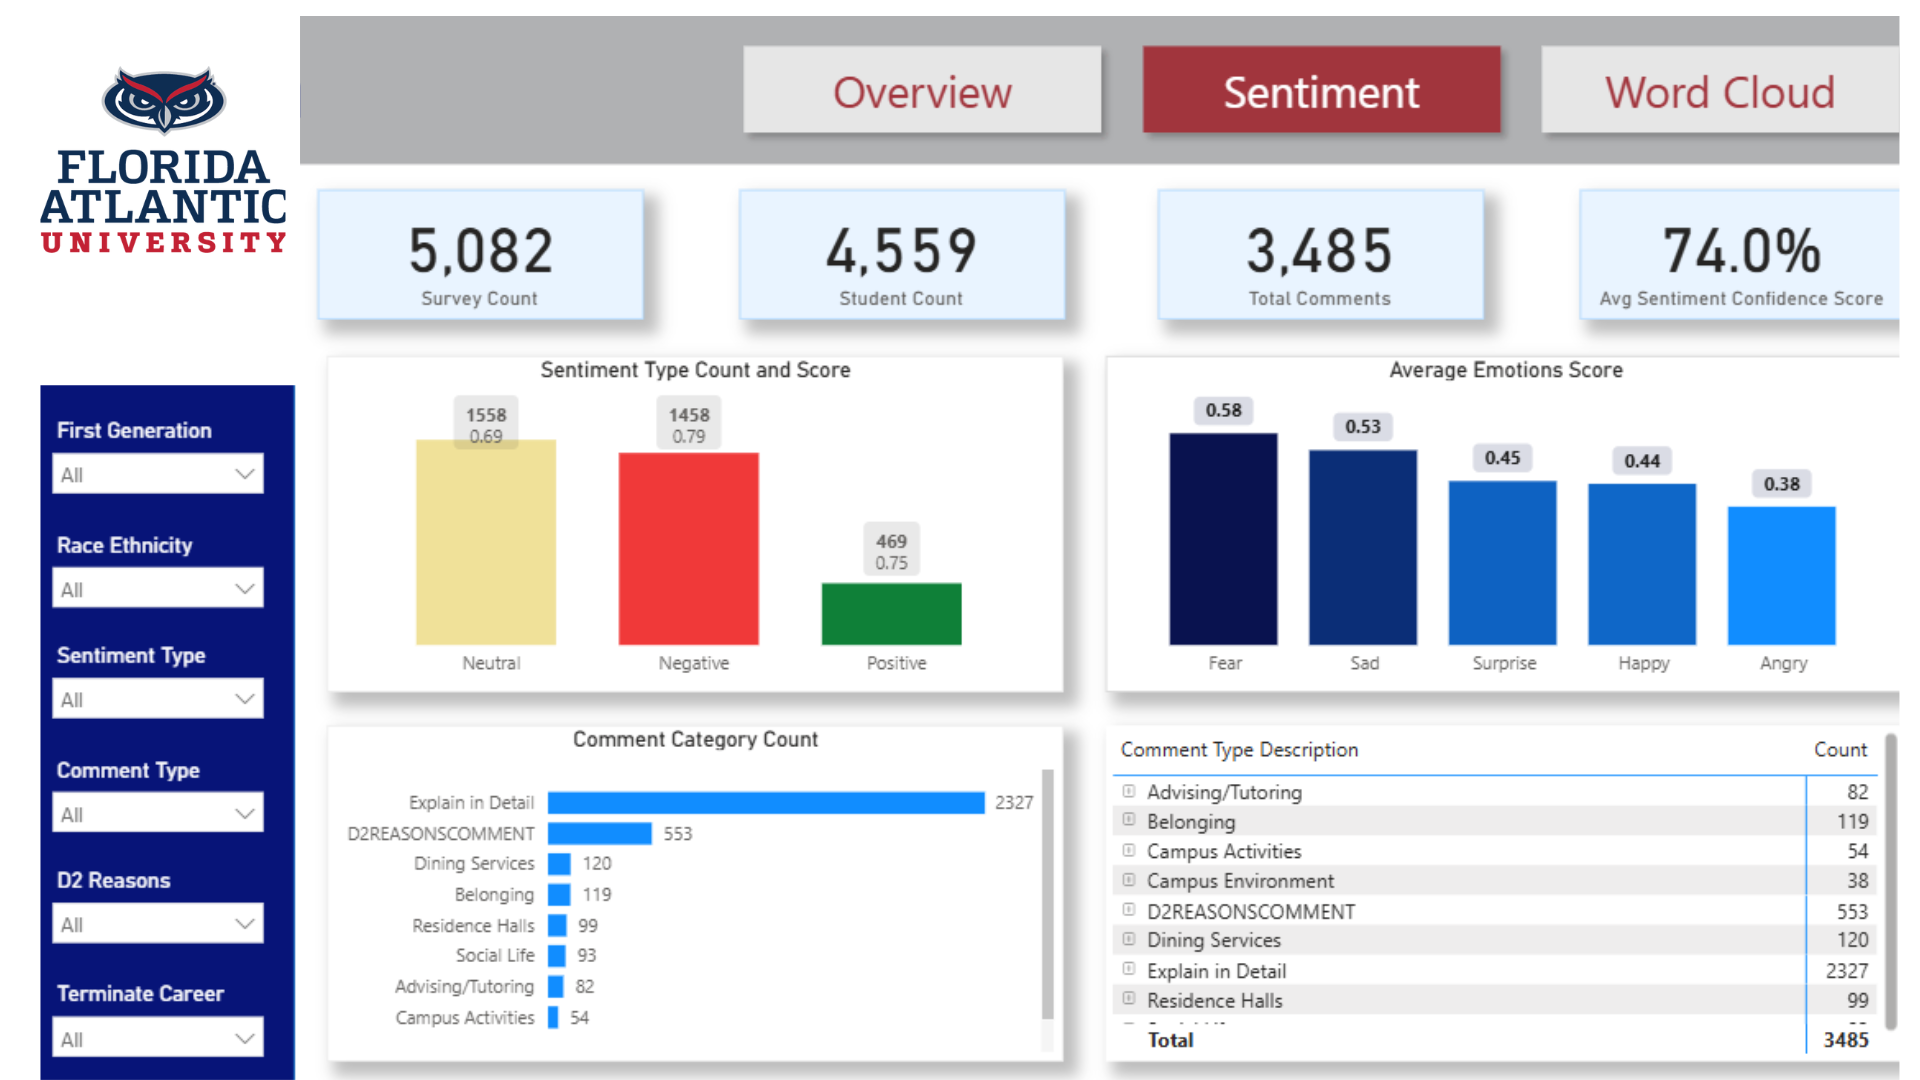 FLORIDA
ATLANTIC
UNIVERSITY
Overview
Sentiment
Word Cloud
5,082
Survey Count
4,559
Student Count
3,485
Total Comments
74.0%
Avg Sentiment Confidence Score
First Generation
All
Race Ethnicity
All
Sentiment Type
All
Comment Type
All
D2 Reasons
All
Terminate Career
All
Sentiment Type Count and Score
1558
0.69
1458
0.79
469
0.75
Neutral
Negative
Positive
Average Emotions Score
0.58
0.53
0.45
0.44
0.38
Fear
Sad
Surprise
Happy
Angry
Comment Category Count
Explain in Detail 2327
D2REASONSCOMMENT 553
Dining Services 120
Belonging 119
Residence Halls 99
Social Life 93
Advising/Tutoring 82
Campus Activities 54
Comment Type Description Count
Advising/Tutoring 82
Belonging 119
Campus Activities 54
Campus Environment 38
D2REASONSCOMMENT 553
Dining Services 120
Explain in Detail 2327
Residence Halls 99
Total 3485